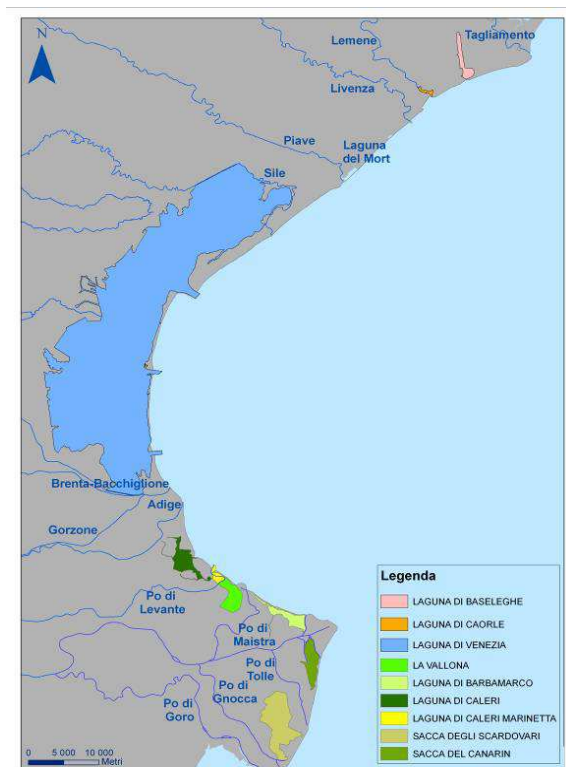 N
Tagliamento
Lemene
Livenza
Piave
Laguna
del Mort
Sile
Brenta-Bacchiglione
Adige
Gorzone
Po di
Levante
Po di
Maistra
Po di
Tolle
Po di
Gnocca
Po di
Goro
Legenda
LAGUNA DI BASELEGHE
LAGUNA DI CAORLE
LAGUNA DI VENEZIA
LA VALLONA
LAGUNA DI BARBAMARCO
LAGUNA DI CALERI
LAGUNA DI CALERI MARINETTA
SACCA DEGLI SCARDOVARI
SACCA DEL CANARIN
0 5 000 10 000
Metri